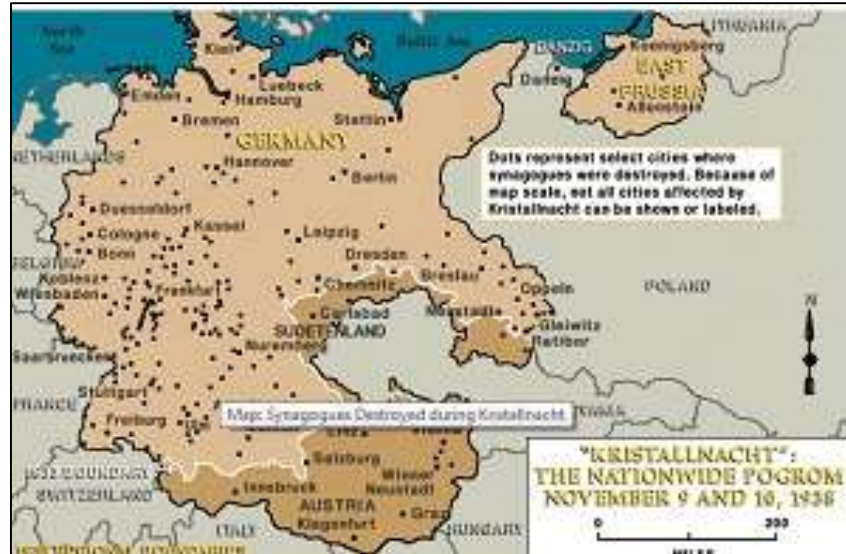 North
Sea
Baltic Sea
LITHUANIA
Kiel
DANZIG
Koenigsberg
Danzig
EAST
PRUSSIA
Allenstein
Luebeck
Emden
Hamburg
Bremen
Stettin
GERMANY
NETHERLANDS
Hannover
Berlin
Dots represent select cities where
synagogues were destroyed. Because of
map scale, not all cities affected by
Kristallnacht can be shown or labeled.
Duesseldorf
Kassel
Cologne
Leipzig
Bonn
Dresden
BELGIUM
Koblenz
Chemnitz
Breslau
Oppeln
POLAND
Wiesbaden
Frankfurt
N
Carlsbad
Neustadt
SUDETENLAND
Gleiwitz
Ratibor
Saarbruecken
Nuremberg
Stuttgart
FRANCE
Map: Synagogues Destroyed during Kristallnacht
Freiburg
Ulm
Linz
Salzburg
Wiener
Neustadt
SWITZERLAND
Innsbruck
AUSTRIA
Graz
Klagenfurt
ITALY
HUNGARY
"KRISTALLNACHT":
THE NATIONWIDE POGROM
NOVEMBER 9 AND 10, 1938
0 200
MILES